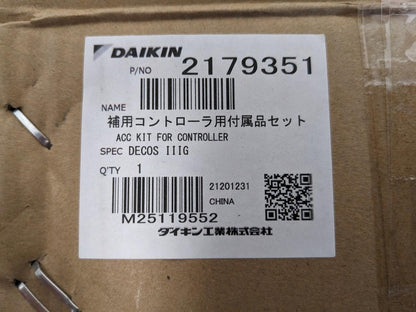 DAIKIN
P/NO 2179351
NAME
補用コントローラ用付属品セット
ACC KIT FOR CONTROLLER
SPEC DECOS IIIG
Q'TY 1
21201231
CHINA
M25119552
ダイキン工業株式会社